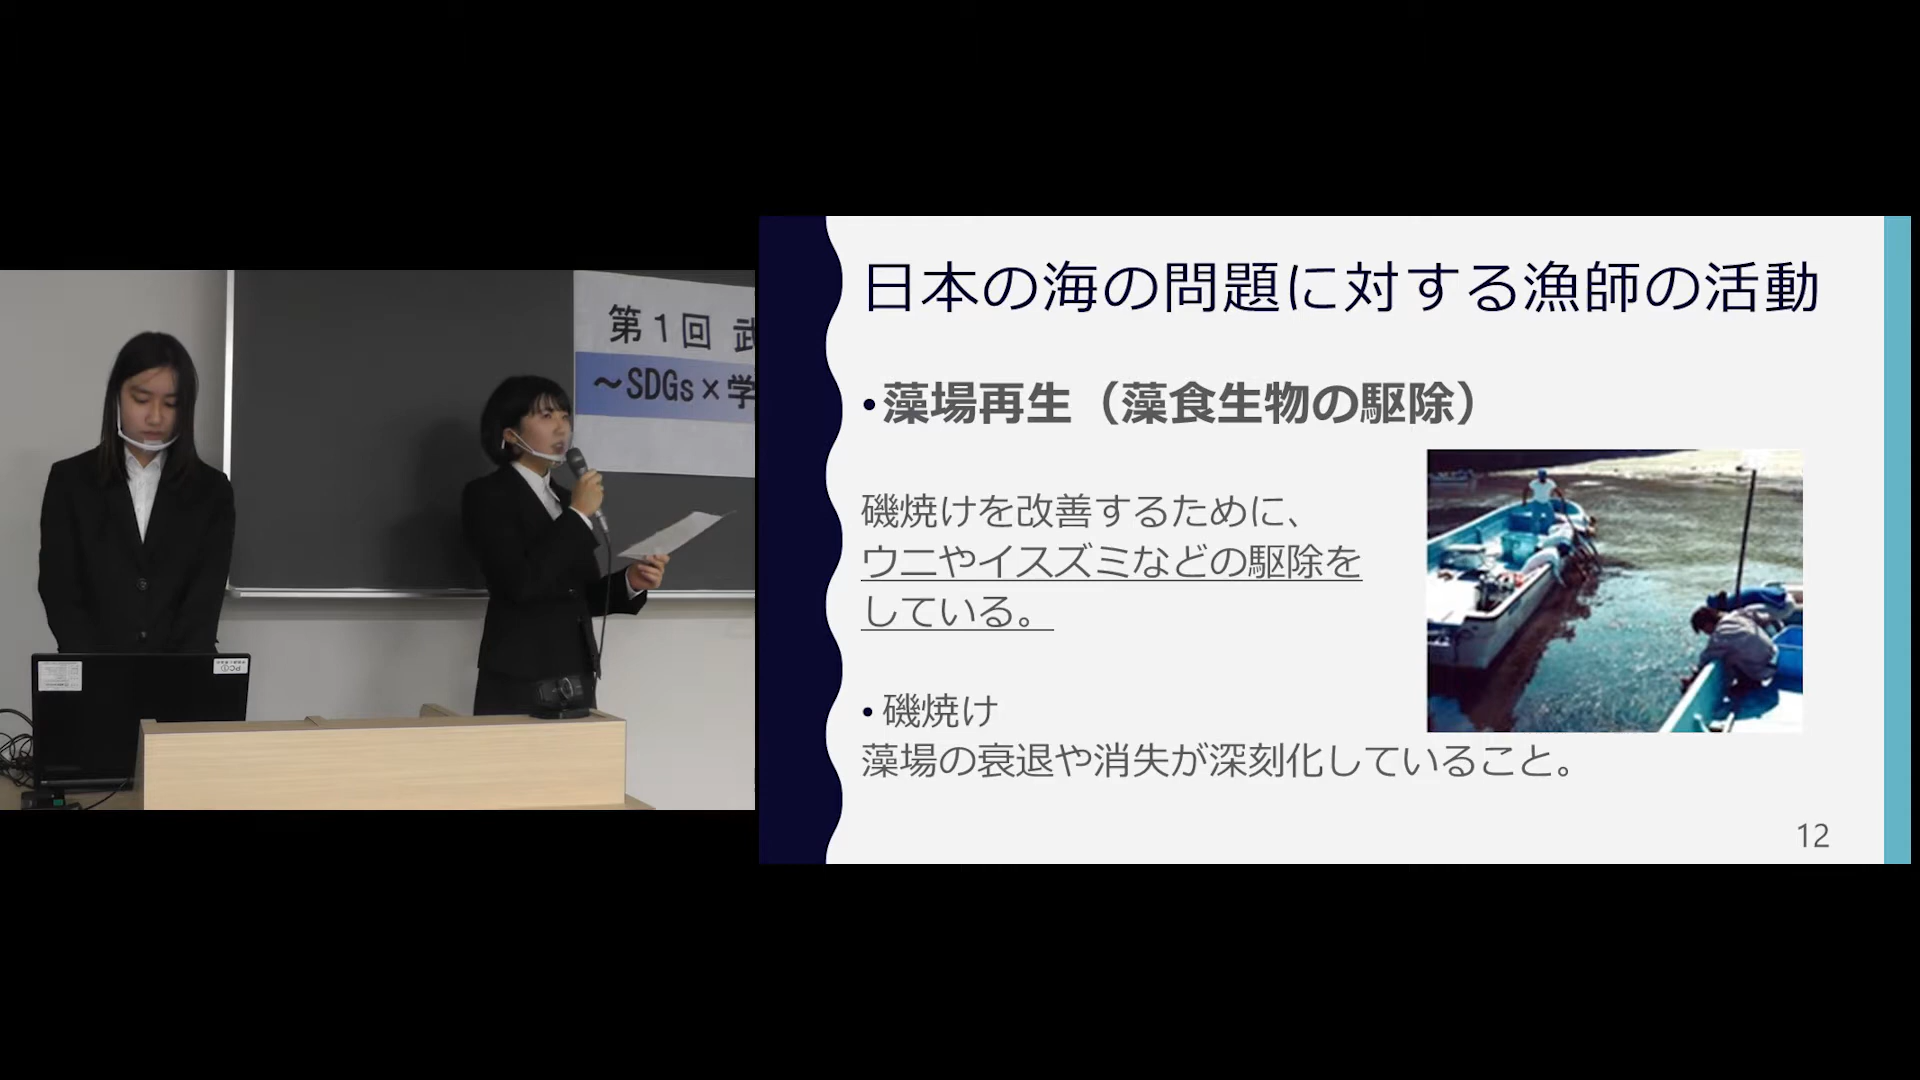 第1回 武
～SDGs×学
PC①
日本の海の問題に対する漁師の活動
•藻場再生（藻食生物の駆除）
磯焼けを改善するために、
ウニやイスズミなどの駆除を
している。
• 磯焼け
藻場の衰退や消失が深刻化していること。
12